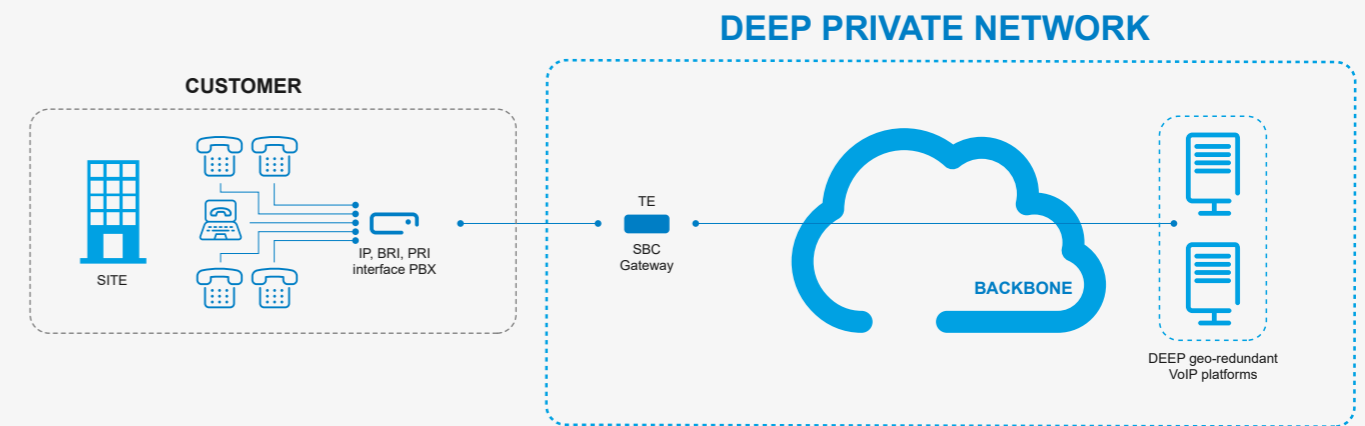 DEEP PRIVATE NETWORK
CUSTOMER
SITE
IP, BRI, PRI
interface PBX
TE
SBC
Gateway
BACKBONE
DEEP geo-redundant
VoIP platforms